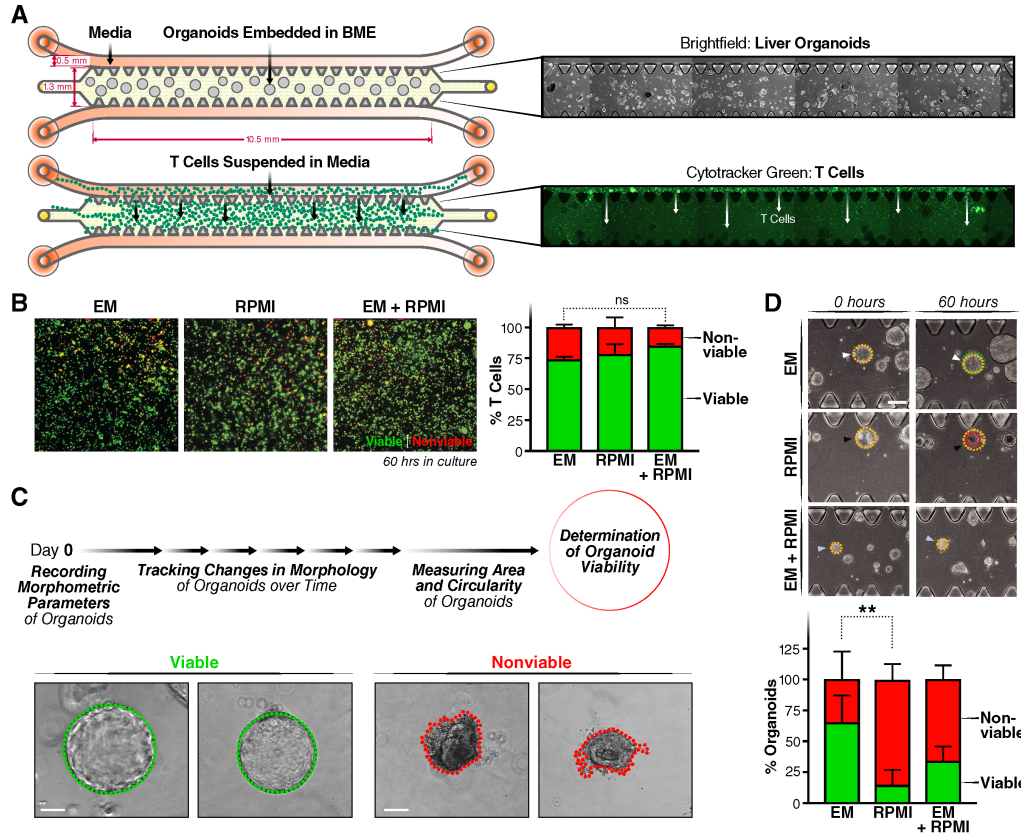 A
Media
Organoids Embedded in BME
0.5 mm
1.3 mm
10.5 mm
Brightfield: Liver Organoids
T Cells Suspended in Media
Cytotracker Green: T Cells
T Cells
B
EM
RPMI
EM + RPMI
Viable | Nonviable
60 hrs in culture
ns
% T Cells
100
75
50
25
0
Non-
viable
Viable
EM
RPMI
EM
+ RPMI
C
Day 0
Recording
Morphometric
Parameters
of Organoids
Tracking Changes in Morphology
of Organoids over Time
Measuring Area
and Circularity
of Organoids
Determination
of Organoid
Viability
Viable
Nonviable
D
0 hours
60 hours
EM
RPMI
EM + RPMI
**
% Organoids
125
100
75
50
25
0
Non-
viable
Viable
EM
RPMI
EM
+ RPMI